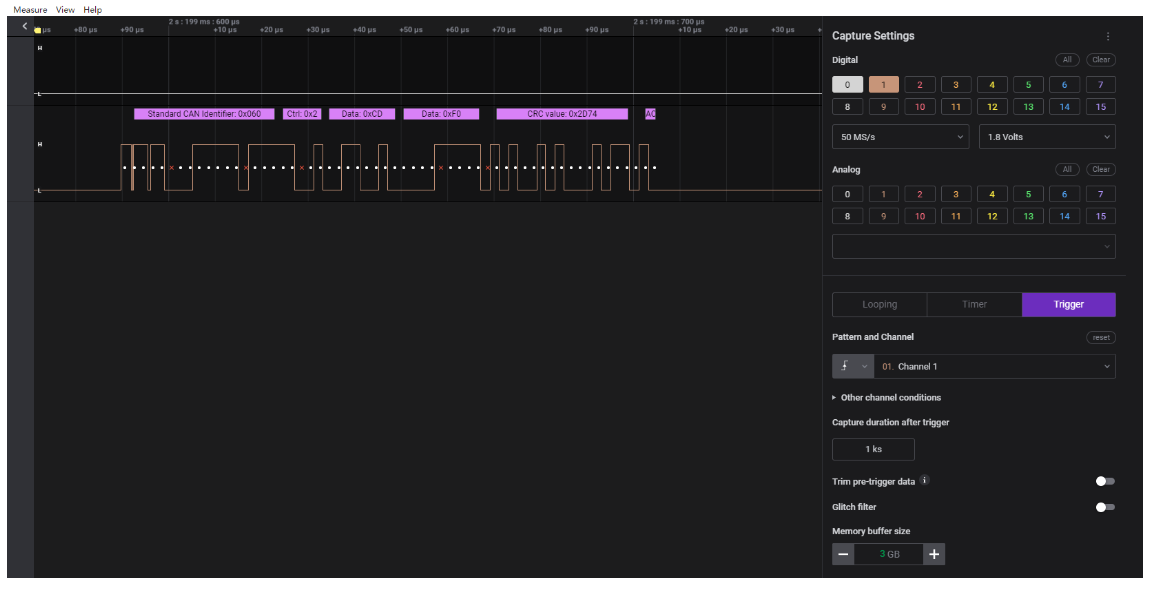 Measure View Help
2 s : 199 ms : 600 µs 2 s : 199 ms : 700 µs
µs +80 µs +90 µs +10 µs +20 µs +30 µs +40 µs +50 µs +60 µs +70 µs +80 µs +90 µs +10 µs +20 µs +30 µs
H
L
Standard CAN Identifier: 0x060 Ctrl: 0x2 Data: 0xCD Data: 0xF0 CRC value: 0x2D74 AC
H
L
Capture Settings
Digital All Clear
0 1 2 3 4 5 6 7
8 9 10 11 12 13 14 15
50 MS/s 1.8 Volts
Analog All Clear
0 1 2 3 4 5 6 7
8 9 10 11 12 13 14 15
Looping Timer Trigger
Pattern and Channel reset
01. Channel 1
Other channel conditions
Capture duration after trigger
1 ks
Trim pre-trigger data i
Glitch filter
Memory buffer size
3 GB